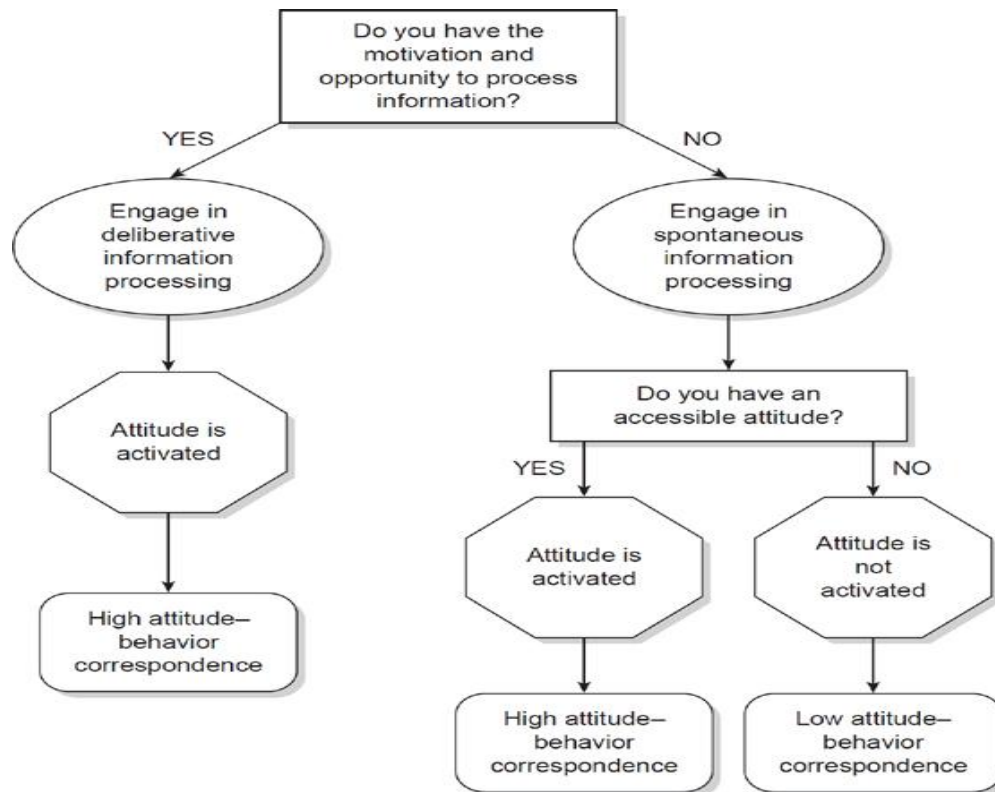 Do you have the
motivation and
opportunity to process
information?
YES
NO
Engage in
deliberative
information
processing
Engage in
spontaneous
information
processing
Attitude is
activated
Do you have an
accessible attitude?
YES
NO
Attitude is
activated
Attitude is
not
activated
High attitude–
behavior
correspondence
High attitude–
behavior
correspondence
Low attitude–
behavior
correspondence